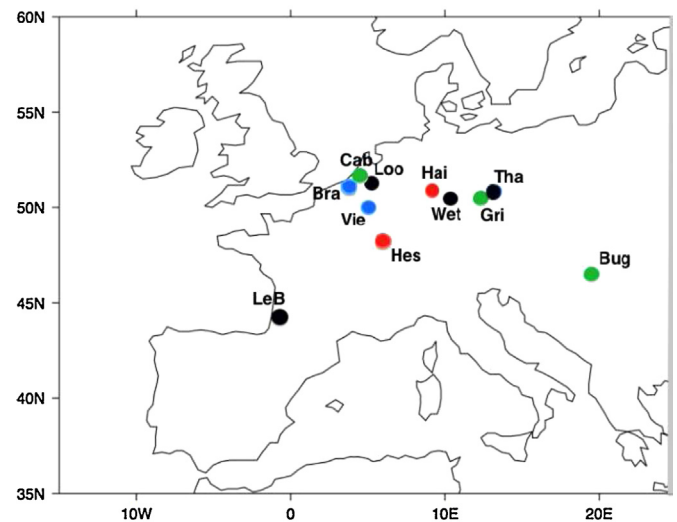 60N
55N
50N
45N
40N
35N
10W
0
10E
20E
Cab
Loo
Bra
Vie
Hai
Tha
Wet
Gri
Hes
Bug
LeB